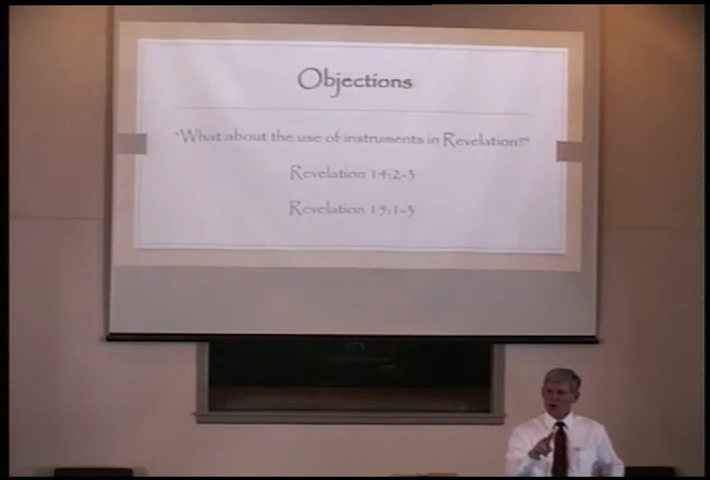 Objections
"What about the use of instruments in Revelation?"
Revelation 14:2-3
Revelation 15:1-3